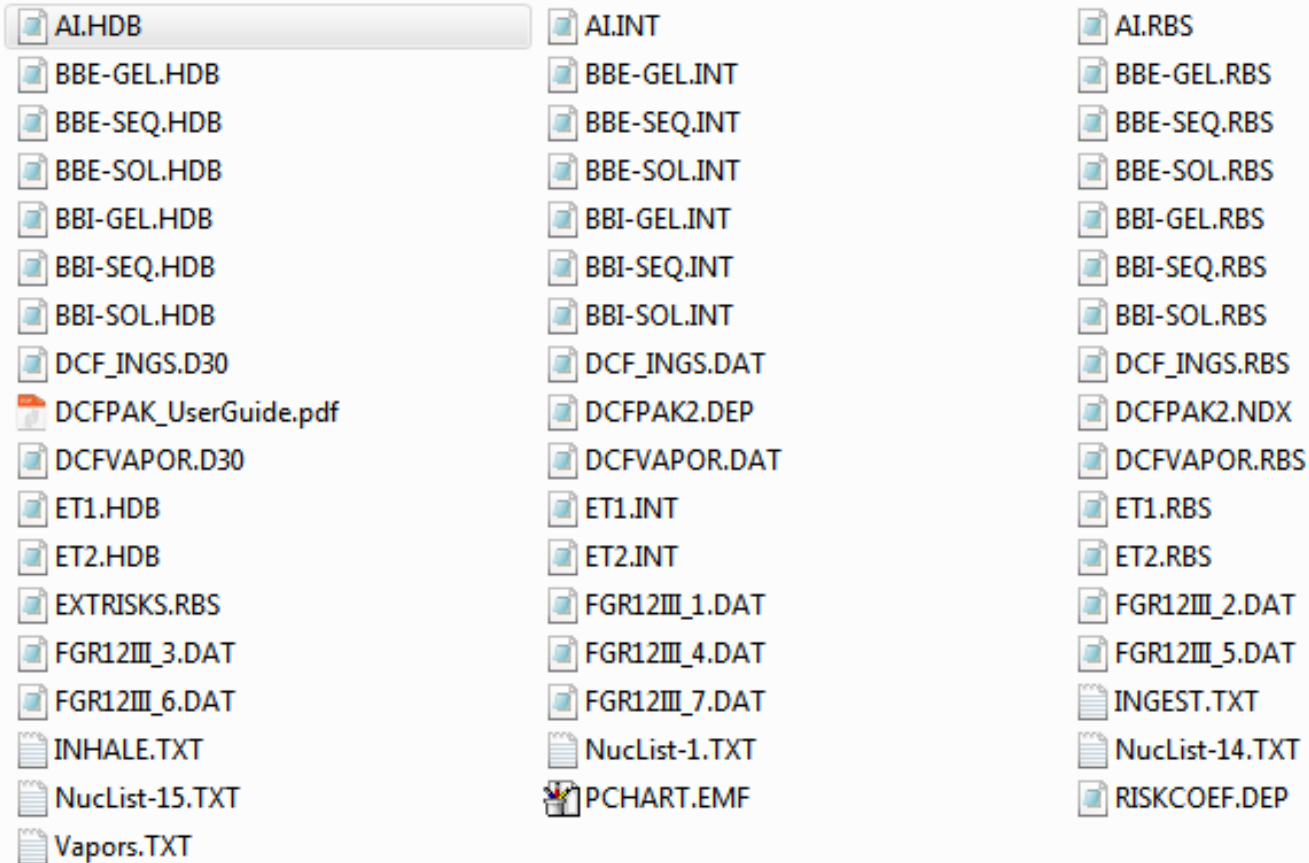 AI.HDB AI.INT AI.RBS
BBE-GEL.HDB BBE-GEL.INT BBE-GEL.RBS
BBE-SEQ.HDB BBE-SEQ.INT BBE-SEQ.RBS
BBE-SOL.HDB BBE-SOL.INT BBE-SOL.RBS
BBI-GEL.HDB BBI-GEL.INT BBI-GEL.RBS
BBI-SEQ.HDB BBI-SEQ.INT BBI-SEQ.RBS
BBI-SOL.HDB BBI-SOL.INT BBI-SOL.RBS
DCF_INGS.D30 DCF_INGS.DAT DCF_INGS.RBS
DCFPAK_UserGuide.pdf DCFPAK2.DEP DCFPAK2.NDX
DCFVAPOR.D30 DCFVAPOR.DAT DCFVAPOR.RBS
ET1.HDB ET1.INT ET1.RBS
ET2.HDB ET2.INT ET2.RBS
EXTRISKS.RBS FGR12III_1.DAT FGR12III_2.DAT
FGR12III_3.DAT FGR12III_4.DAT FGR12III_5.DAT
FGR12III_6.DAT FGR12III_7.DAT INGEST.TXT
INHALE.TXT NucList-1.TXT NucList-14.TXT
NucList-15.TXT PCHART.EMF RISKCOEF.DEP
Vapors.TXT